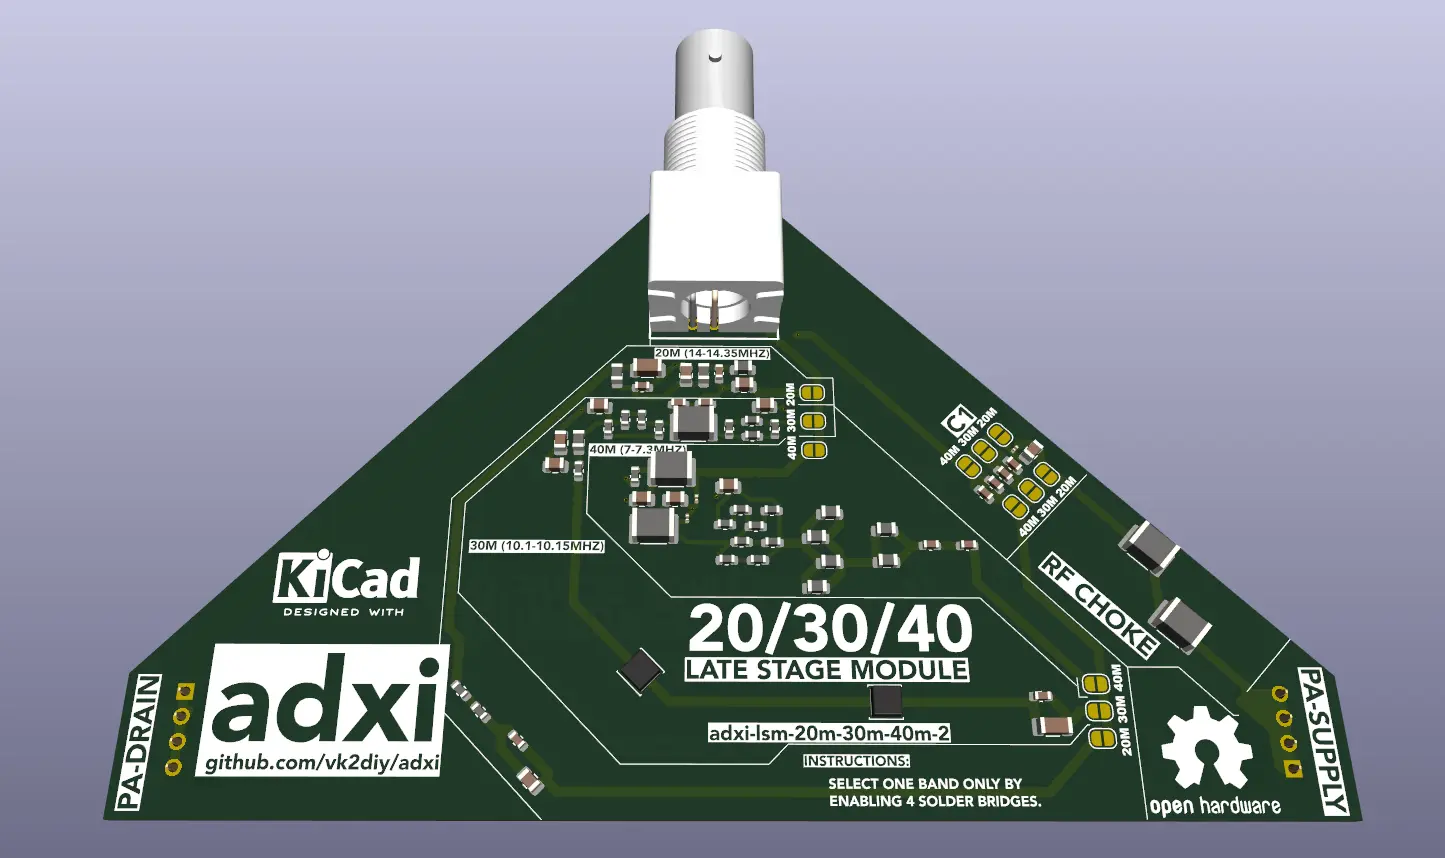 20M (14-14.35MHZ)
20M
30M
40M
40M (7-7.3MHZ)
C1
40M 30M 20M
40M 30M 20M
30M (10.1-10.15MHZ)
RF CHOKE
KiCad
DESIGNED WITH
20/30/40
LATE STAGE MODULE
adxi
github.com/vk2diy/adxi
PA-DRAIN
adxi-lsm-20m-30m-40m-2
40M
30M
20M
PA-SUPPLY
INSTRUCTIONS:
SELECT ONE BAND ONLY BY
ENABLING 4 SOLDER BRIDGES.
open hardware